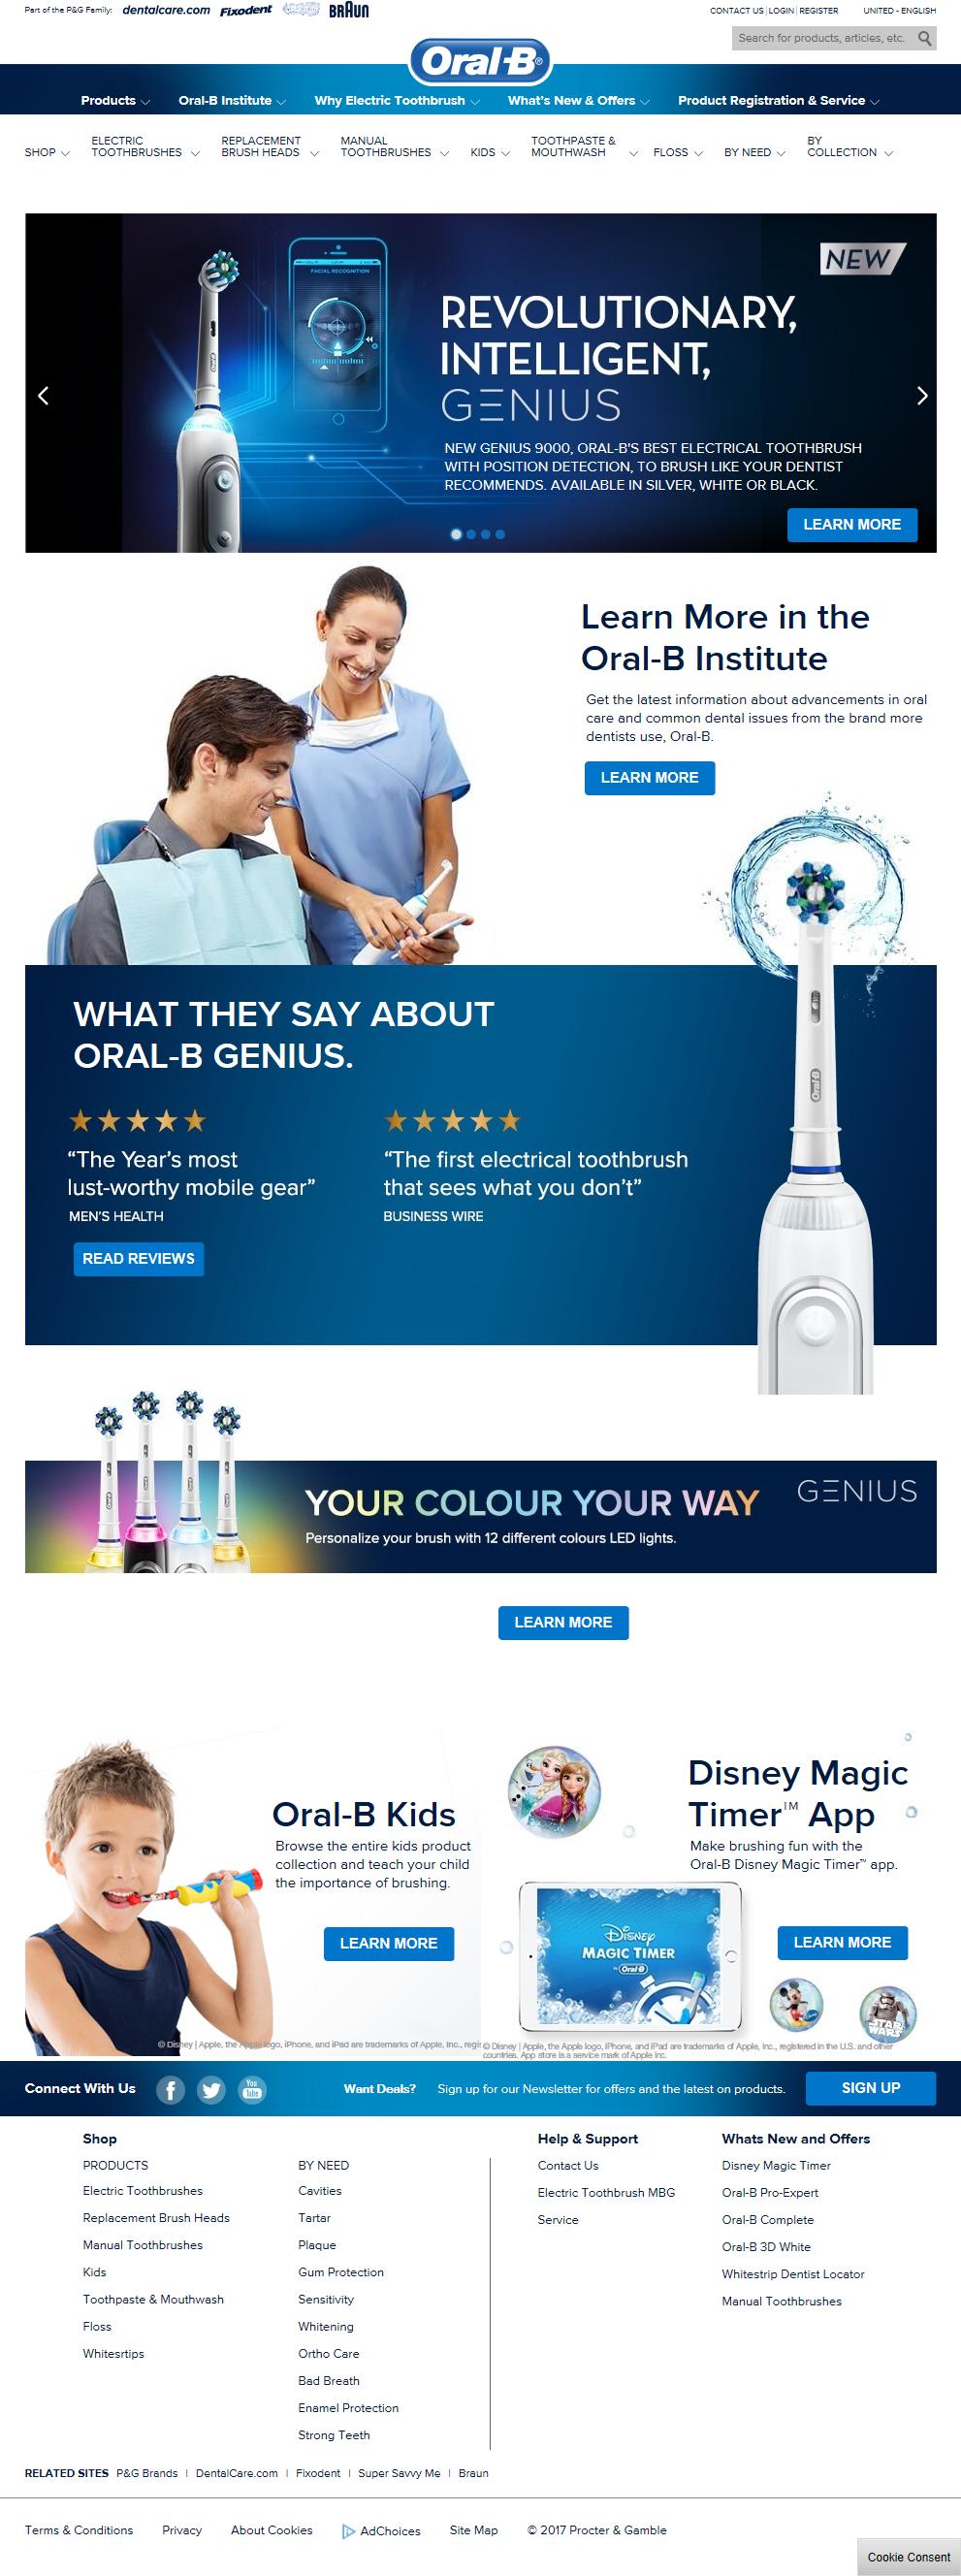 Part of the P&G Family: dentalcare.com Fixodent BRAUN
CONTACT US | LOGIN | REGISTER UNITED - ENGLISH
Search for products, articles, etc.
Oral-B®
Products Oral-B Institute Why Electric Toothbrush What's New & Offers Product Registration & Service
SHOP
ELECTRIC
TOOTHBRUSHES
REPLACEMENT
BRUSH HEADS
MANUAL
TOOTHBRUSHES
KIDS
TOOTHPASTE &
MOUTHWASH
FLOSS
BY NEED
BY
COLLECTION
FACIAL RECOGNITION
Oral-B
NEW
REVOLUTIONARY,
INTELLIGENT,
GENIUS
NEW GENIUS 9000, ORAL-B'S BEST ELECTRICAL TOOTHBRUSH
WITH POSITION DETECTION, TO BRUSH LIKE YOUR DENTIST
RECOMMENDS. AVAILABLE IN SILVER, WHITE OR BLACK.
LEARN MORE
Learn More in the
Oral-B Institute
Get the latest information about advancements in oral
care and common dental issues from the brand more
dentists use, Oral-B.
LEARN MORE
WHAT THEY SAY ABOUT
ORAL-B GENIUS.
“The Year’s most
lust-worthy mobile gear”
MEN’S HEALTH
“The first electrical toothbrush
that sees what you don’t”
BUSINESS WIRE
READ REVIEWS
Oral-B
YOUR COLOUR YOUR WAY
GENIUS
Personalize your brush with 12 different colours LED lights.
LEARN MORE
Oral-B Kids
Browse the entire kids product
collection and teach your child
the importance of brushing.
LEARN MORE
Disney Magic
Timer™ App
Make brushing fun with the
Oral-B Disney Magic Timer™ app.
LEARN MORE
Disney
MAGIC TIMER
by Oral-B
STAR
WARS
© Disney | Apple, the Apple logo, iPhone, and iPad are trademarks of Apple, Inc., regi
© Disney | Apple, the Apple logo, iPhone, and iPad are trademarks of Apple, Inc., registered in the U.S. and other
countries. App store is a service mark of Apple Inc.
Connect With Us
You
Tube
Want Deals? Sign up for our Newsletter for offers and the latest on products.
SIGN UP
Shop
PRODUCTS
Electric Toothbrushes
Replacement Brush Heads
Manual Toothbrushes
Kids
Toothpaste & Mouthwash
Floss
Whitesrtips
BY NEED
Cavities
Tartar
Plaque
Gum Protection
Sensitivity
Whitening
Ortho Care
Bad Breath
Enamel Protection
Strong Teeth
Help & Support
Contact Us
Electric Toothbrush MBG
Service
Whats New and Offers
Disney Magic Timer
Oral-B Pro-Expert
Oral-B Complete
Oral-B 3D White
Whitestrip Dentist Locator
Manual Toothbrushes
RELATED SITES P&G Brands | DentalCare.com | Fixodent | Super Savvy Me | Braun
Terms & Conditions Privacy About Cookies AdChoices Site Map © 2017 Procter & Gamble
Cookie Consent